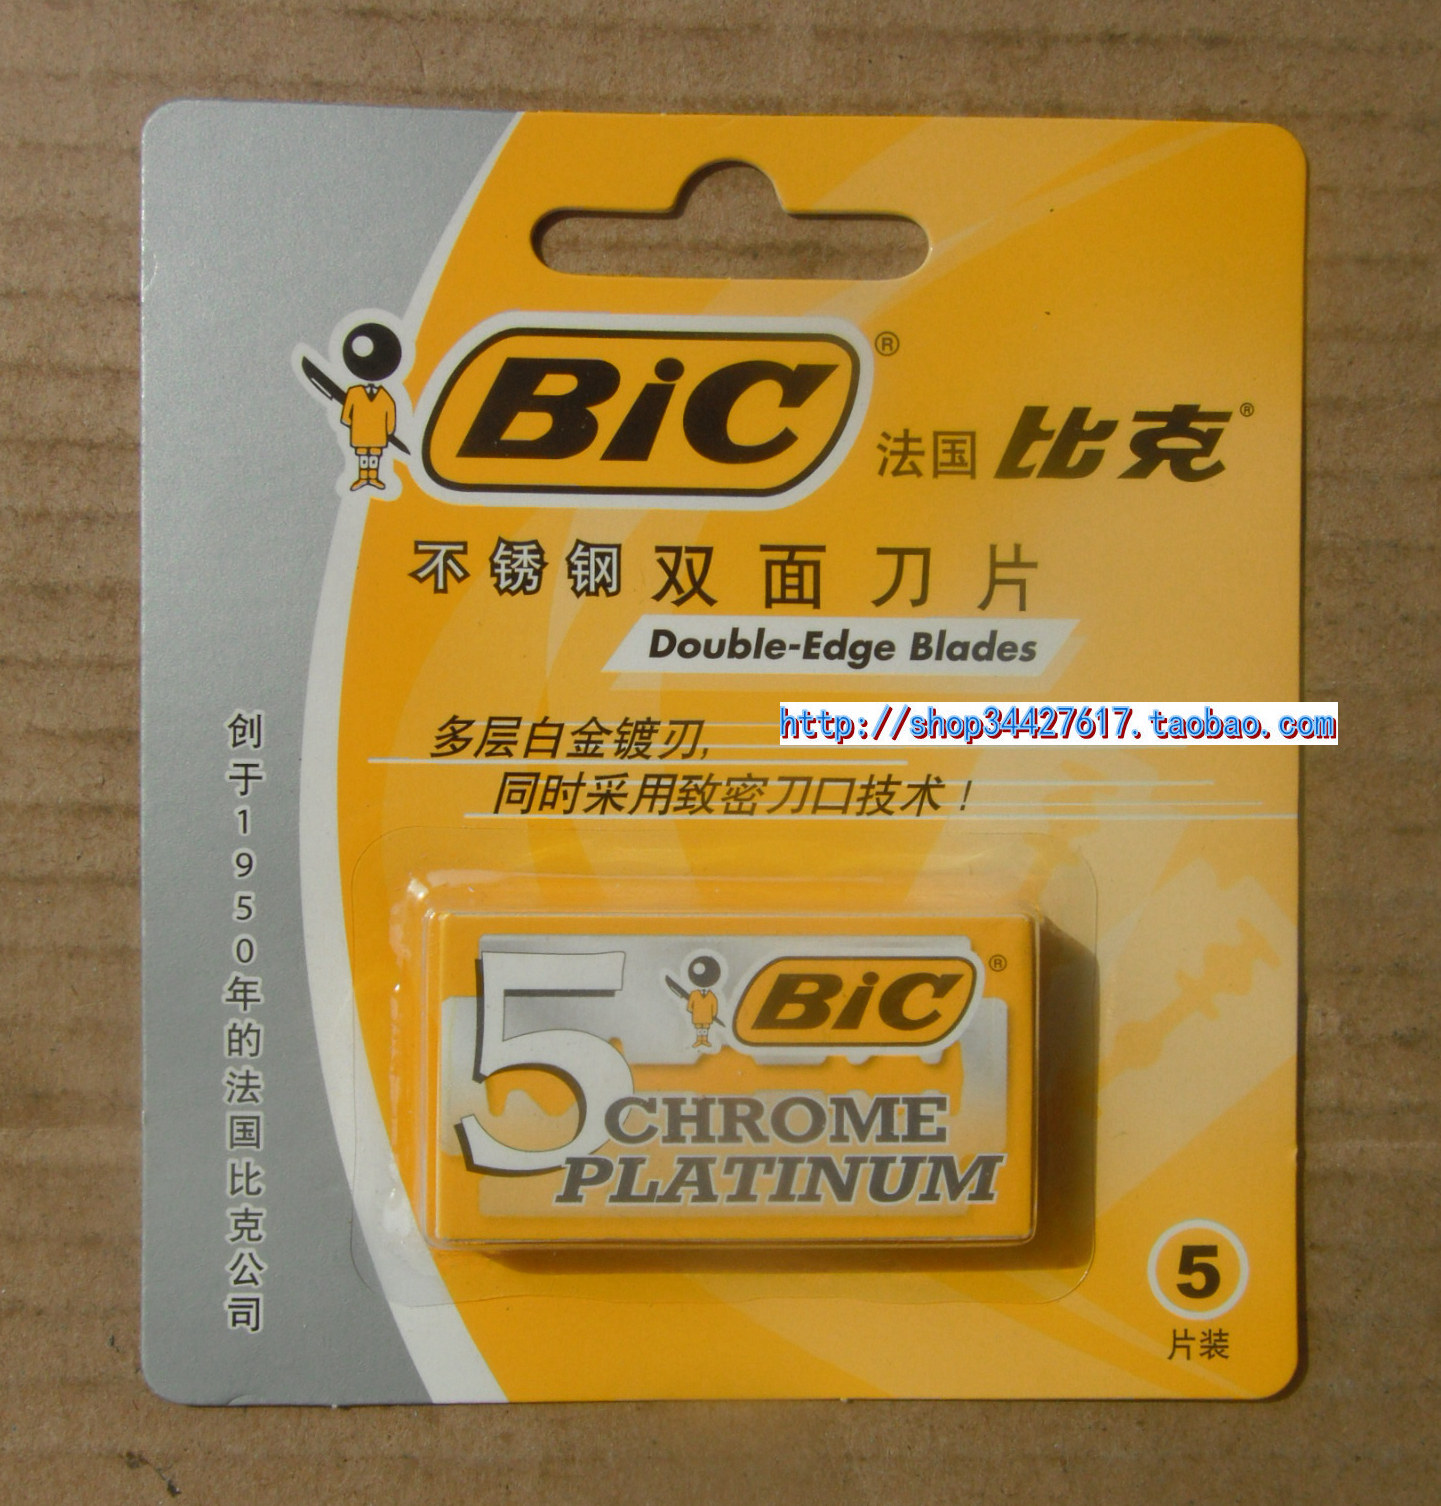 BiC®
法国 比克®
不锈钢双面刀片
Double-Edge Blades
http://shop34427617.taobao.com
多层白金镀刃,
同时采用致密刀口技术！
创于1950年的法国比克公司
5 BiC®
CHROME
PLATINUM
5
片装